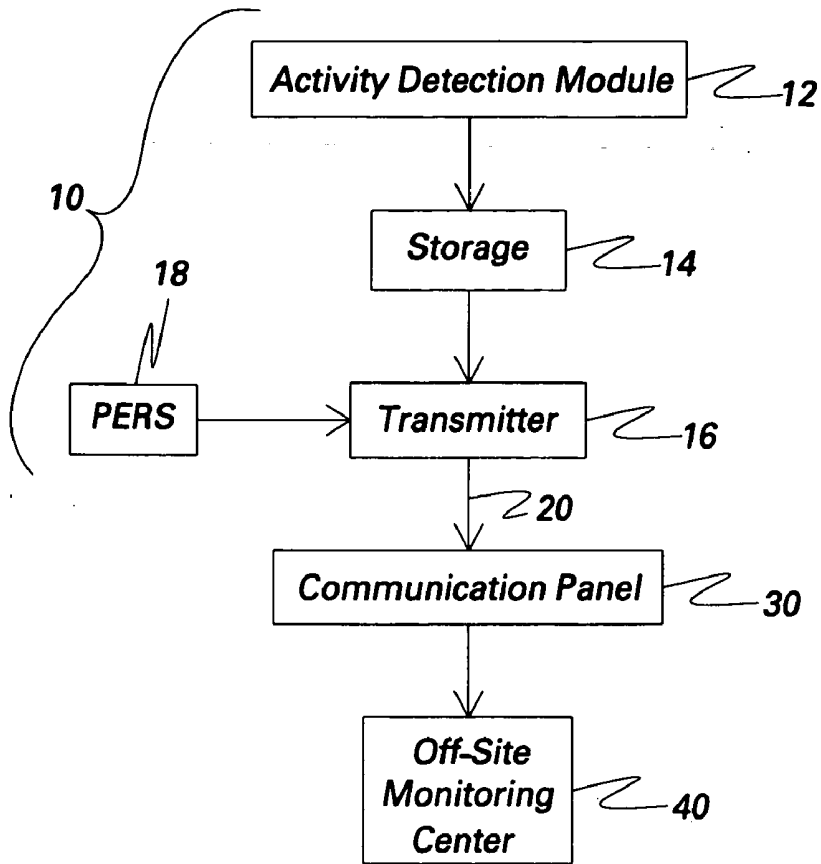 Activity Detection Module
12
10
Storage
14
18
PERS
Transmitter
16
20
Communication Panel
30
Off-Site
Monitoring
Center
40